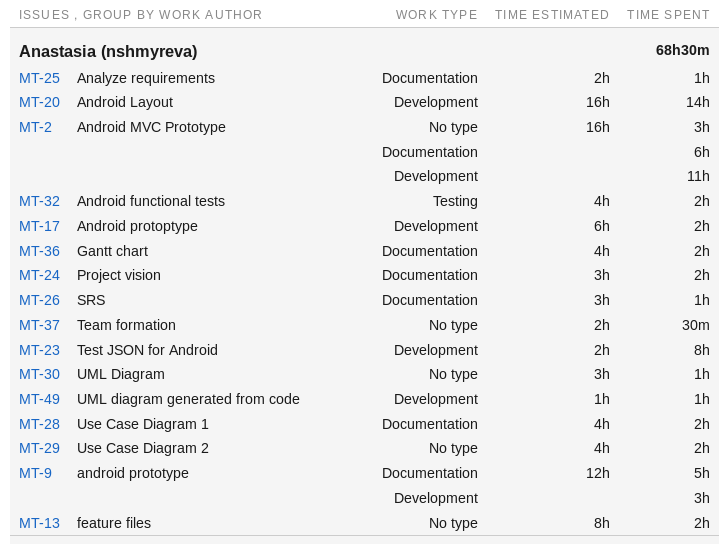 ISSUES , GROUP BY WORK AUTHOR WORK TYPE TIME ESTIMATED TIME SPENT
Anastasia (nshmyreva) 68h30m
MT-25 Analyze requirements Documentation 2h 1h
MT-20 Android Layout Development 16h 14h
MT-2 Android MVC Prototype No type 16h 3h
Documentation 6h
Development 11h
MT-32 Android functional tests Testing 4h 2h
MT-17 Android protoptype Development 6h 2h
MT-36 Gantt chart Documentation 4h 2h
MT-24 Project vision Documentation 3h 2h
MT-26 SRS Documentation 3h 1h
MT-37 Team formation No type 2h 30m
MT-23 Test JSON for Android Development 2h 8h
MT-30 UML Diagram No type 3h 1h
MT-49 UML diagram generated from code Development 1h 1h
MT-28 Use Case Diagram 1 Documentation 4h 2h
MT-29 Use Case Diagram 2 No type 4h 2h
MT-9 android prototype Documentation 12h 5h
Development 3h
MT-13 feature files No type 8h 2h